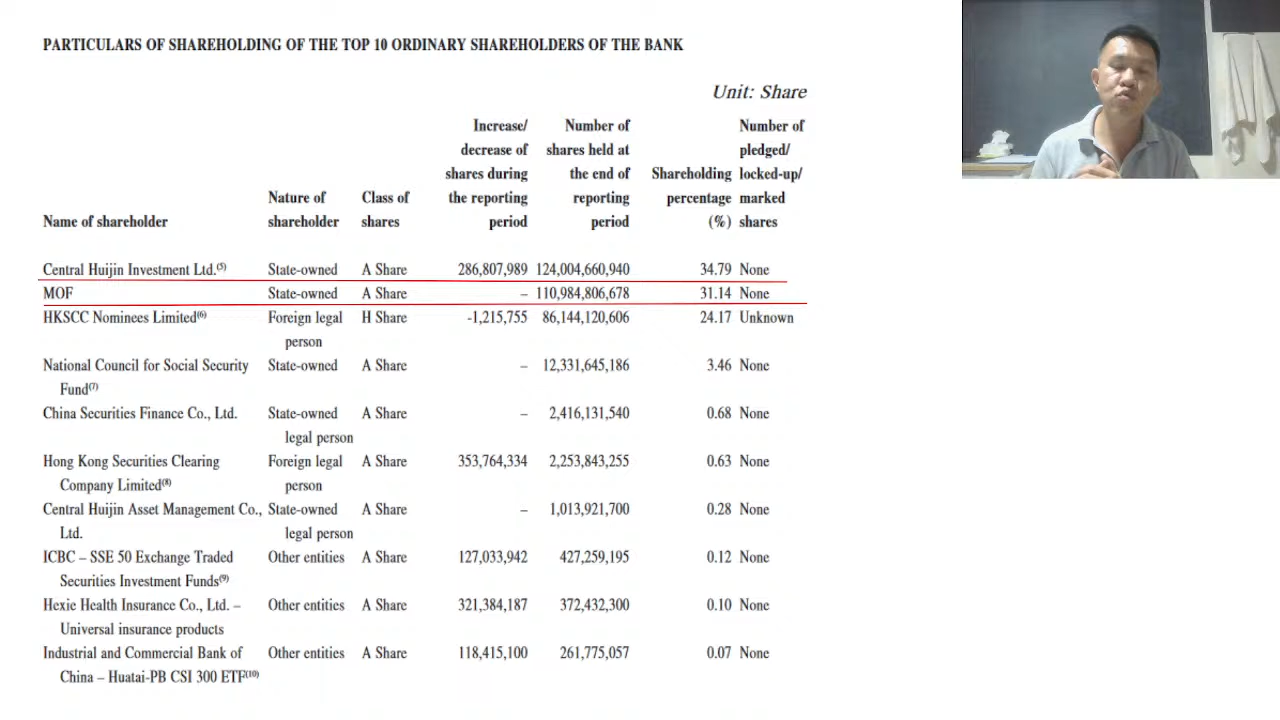 PARTICULARS OF SHAREHOLDING OF THE TOP 10 ORDINARY SHAREHOLDERS OF THE BANK
Unit: Share
Increase/ Number of Number of
decrease of shares held at pledged/
shares during the end of Shareholding locked-up/
Nature of Class of the reporting reporting percentage marked
Name of shareholder shareholder shares period period (%) shares
Central Huijin Investment Ltd.(5) State-owned A Share 286,807,989 124,004,660,940 34.79 None
MOF State-owned A Share – 110,984,806,678 31.14 None
HKSCC Nominees Limited(6) Foreign legal H Share -1,215,755 86,144,120,606 24.17 Unknown
person
National Council for Social Security State-owned A Share – 12,331,645,186 3.46 None
Fund(7)
China Securities Finance Co., Ltd. State-owned A Share – 2,416,131,540 0.68 None
legal person
Hong Kong Securities Clearing Foreign legal A Share 353,764,334 2,253,843,255 0.63 None
Company Limited(8) person
Central Huijin Asset Management Co., State-owned A Share – 1,013,921,700 0.28 None
Ltd. legal person
ICBC – SSE 50 Exchange Traded Other entities A Share 127,033,942 427,259,195 0.12 None
Securities Investment Funds(9)
Hexie Health Insurance Co., Ltd. – Other entities A Share 321,384,187 372,432,300 0.10 None
Universal insurance products
Industrial and Commercial Bank of Other entities A Share 118,415,100 261,775,057 0.07 None
China – Huatai-PB CSI 300 ETF(10)